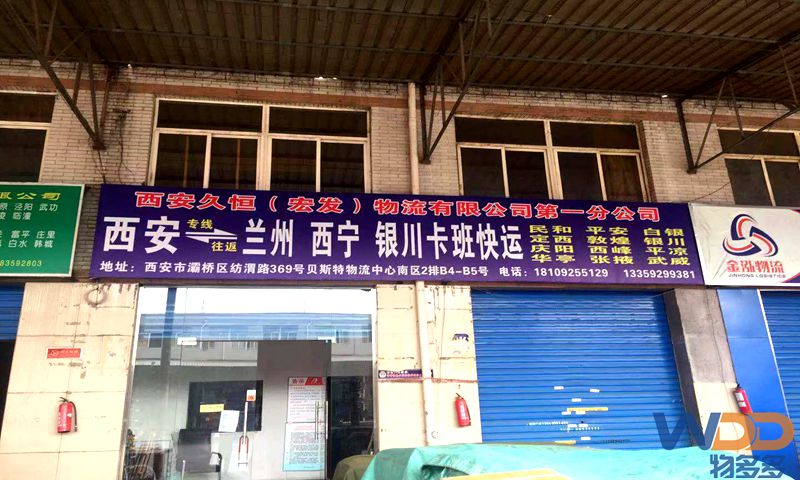 西安久恒（宏发）物流有限公司第一分公司
西安 专线 往返 兰州 西宁 银川卡班快运
民和 平安 白银
定西 敦煌 银川
庆阳 西峰 平凉
华亭 张掖 武威
地址：西安市灞桥区纺渭路369号贝斯特物流中心南区2排B4-B5号 电话：18109255129 13359299381
限公司
原 泾阳 武功
陵 临潼
富平 庄里
白水 韩城
83592803
金泓物流
JINHONG LOGISTICS
WDD
物多多